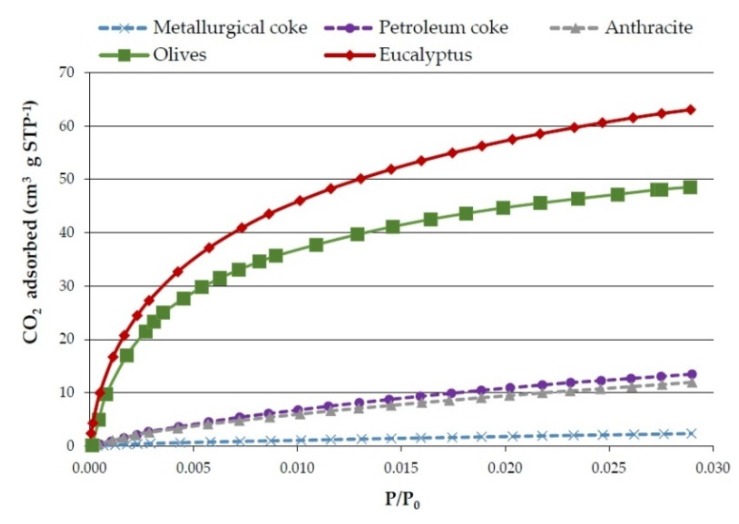 Metallurgical coke Petroleum coke Anthracite
Olives Eucalyptus
70
60
50
40
30
20
10
0
CO₂ adsorbed (cm³ g STP⁻¹)
0.000 0.005 0.010 0.015 0.020 0.025 0.030
P/P₀